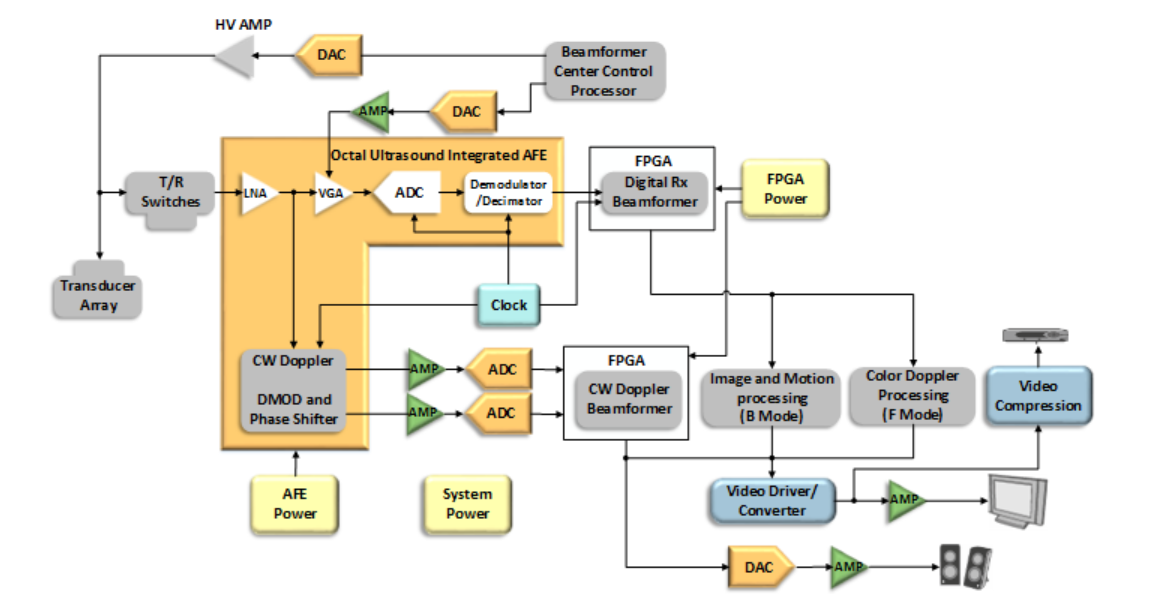 HV AMP
DAC
Beamformer
Center Control
Processor
AMP
DAC
Octal Ultrasound Integrated AFE
T/R
Switches
LNA
VGA
ADC
Demodulator
/Decimator
FPGA
Digital Rx
Beamformer
FPGA
Power
Transducer
Array
Clock
CW Doppler
DMOD and
Phase Shifter
AMP
ADC
AMP
ADC
FPGA
CW Doppler
Beamformer
Image and Motion
processing
(B Mode)
Color Doppler
Processing
(F Mode)
Video
Compression
AFE
Power
System
Power
Video Driver/
Converter
AMP
DAC
AMP